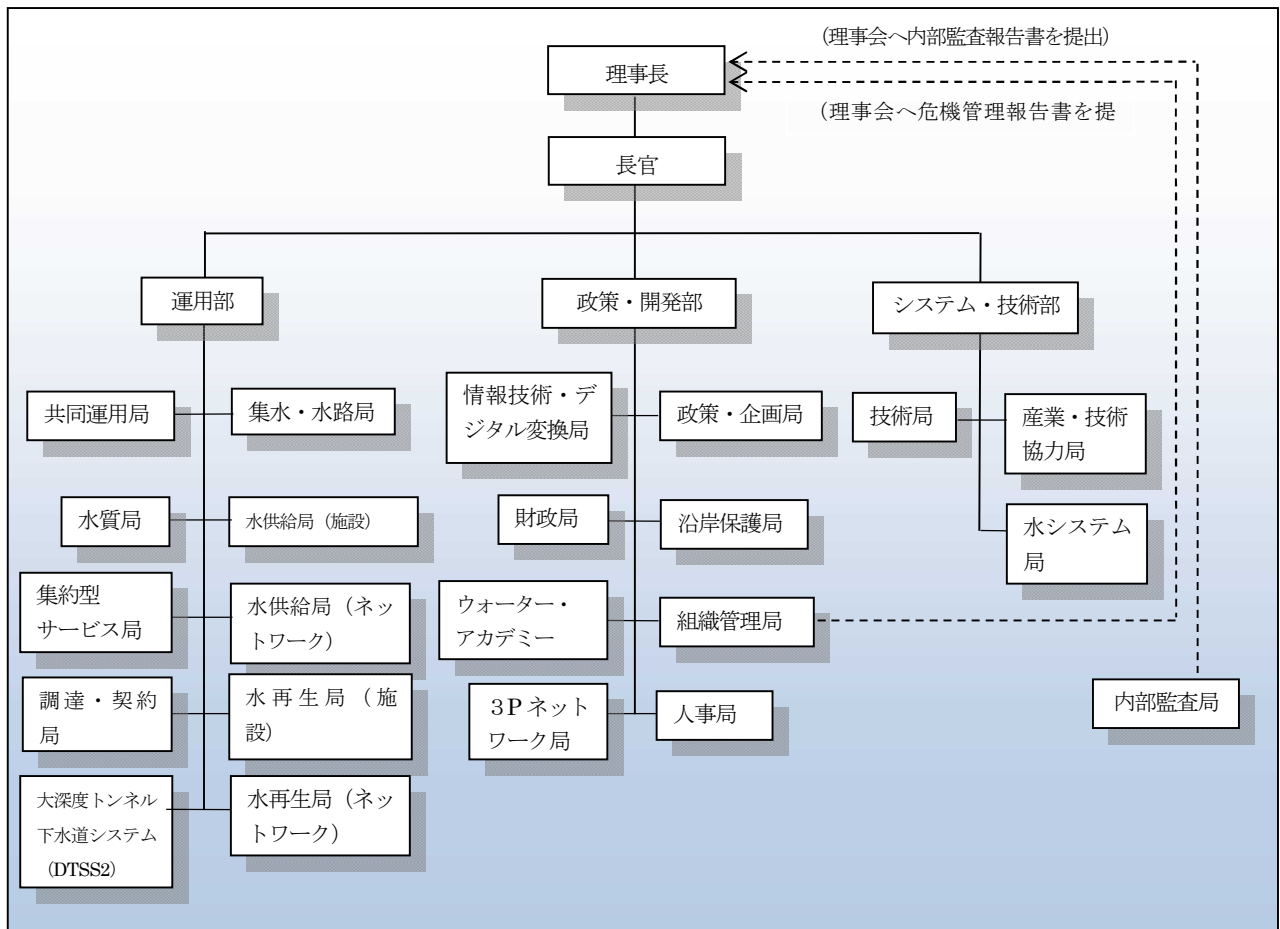 (理事会へ内部監査報告書を提出)
理事長
(理事会へ危機管理報告書を提
長官
運用部
政策・開発部
システム・技術部
共同運用局
集水・水路局
情報技術・デ
ジタル変換局
政策・企画局
技術局
産業・技術
協力局
水質局
水供給局(施設)
財政局
沿岸保護局
水システム
局
集約型
サービス局
水供給局(ネッ
トワーク)
ウォーター・
アカデミー
組織管理局
調達・契約
局
水再生局(施
設)
3Pネット
ワーク局
人事局
内部監査局
大深度トンネル
下水道システム
(DTSS2)
水再生局(ネッ
トワーク)